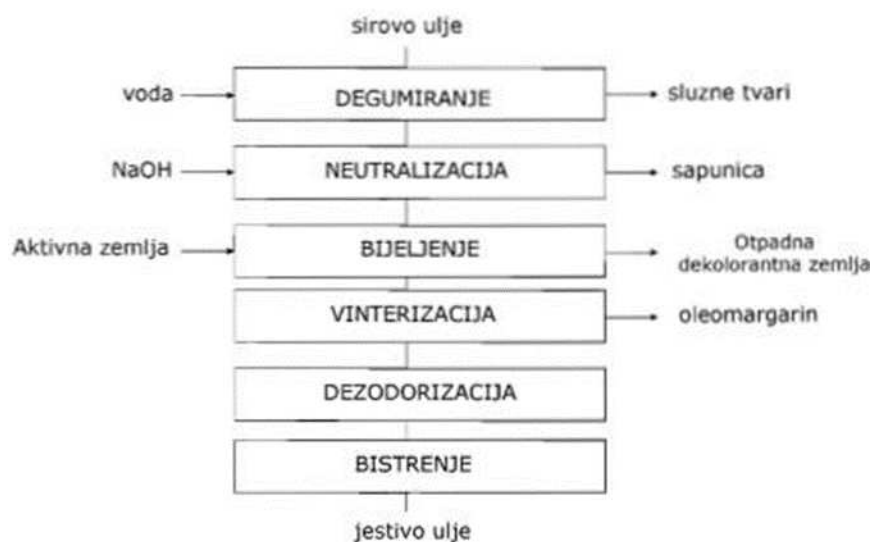 sirovo ulje
voda
DEGUMIRANJE
sluzne tvari
NaOH
NEUTRALIZACIJA
sapunica
Aktivna zemlja
BIJELJENJE
Otpadna
dekolorantna zemlja
VINTERIZACIJA
oleomargarin
DEZODORIZACIJA
BISTRENJE
jestivo ulje